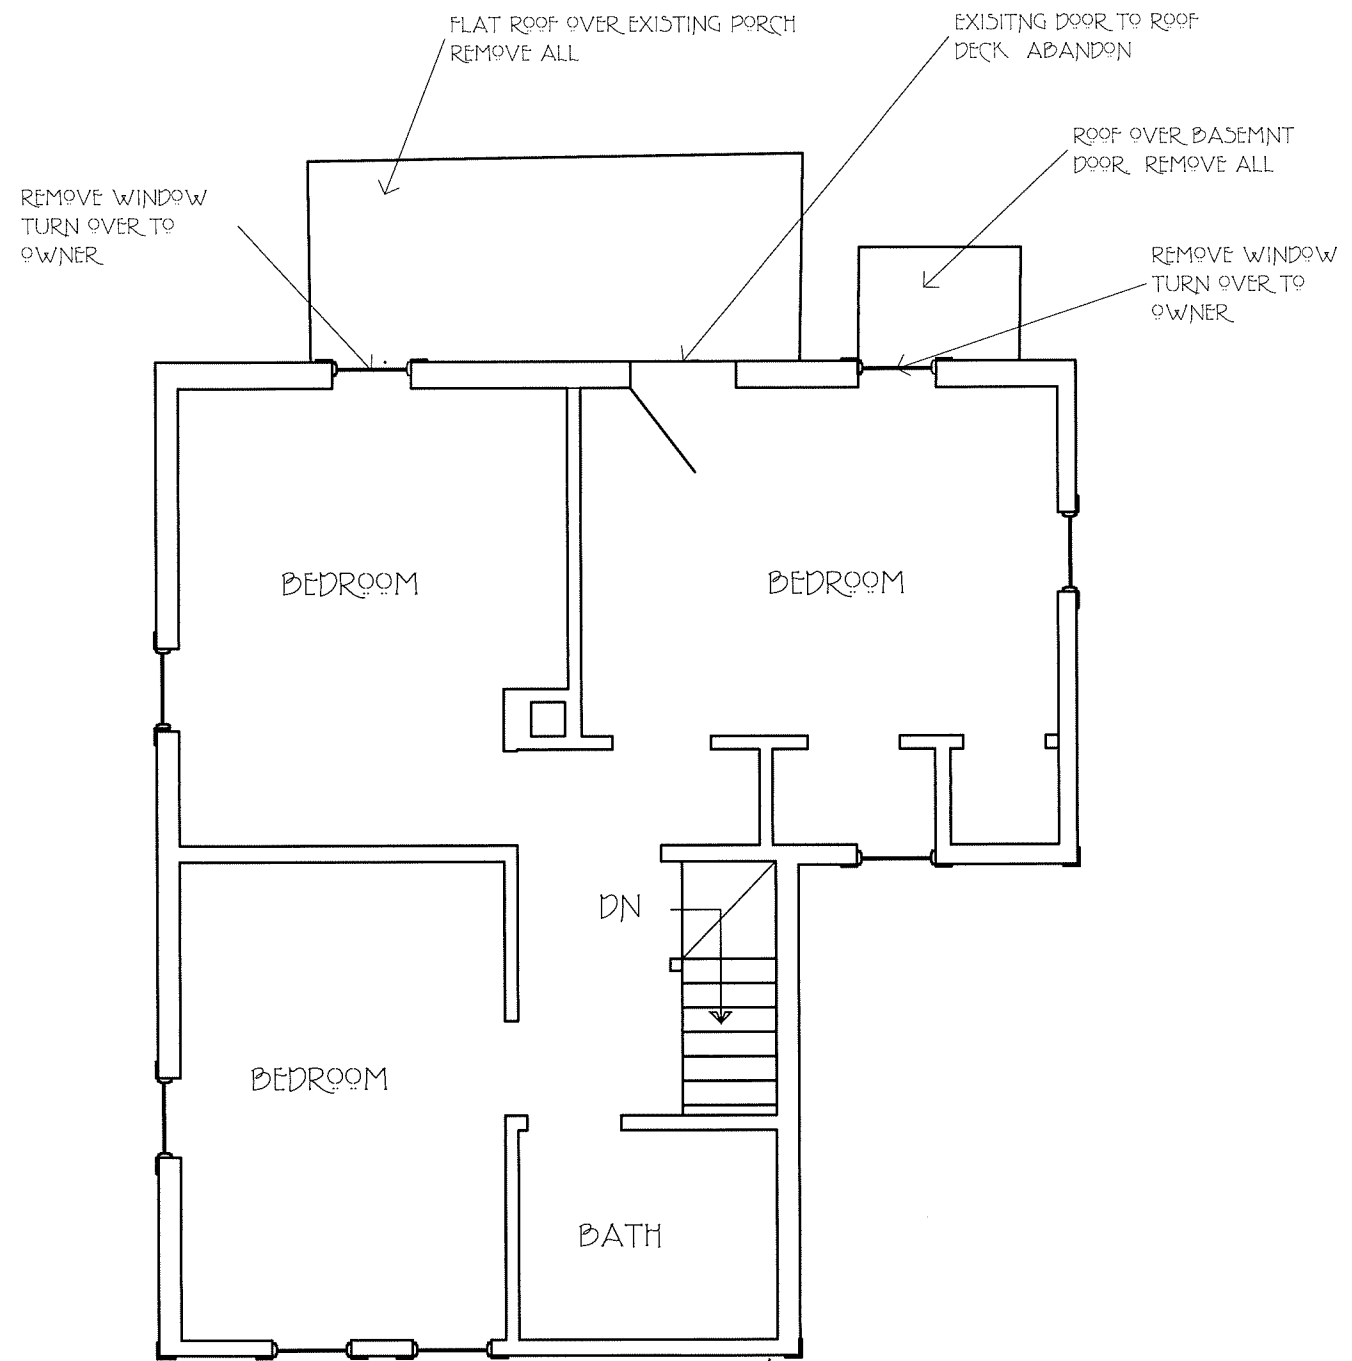 FLAT ROOF OVER EXISTING PORCH
REMOVE ALL
EXISITNG DOOR TO ROOF
DECK ABANDON
ROOF OVER BASEMNT
DOOR REMOVE ALL
REMOVE WINDOW
TURN OVER TO
OWNER
REMOVE WINDOW
TURN OVER TO
OWNER
BEDROOM
BEDROOM
DN
BEDROOM
BATH